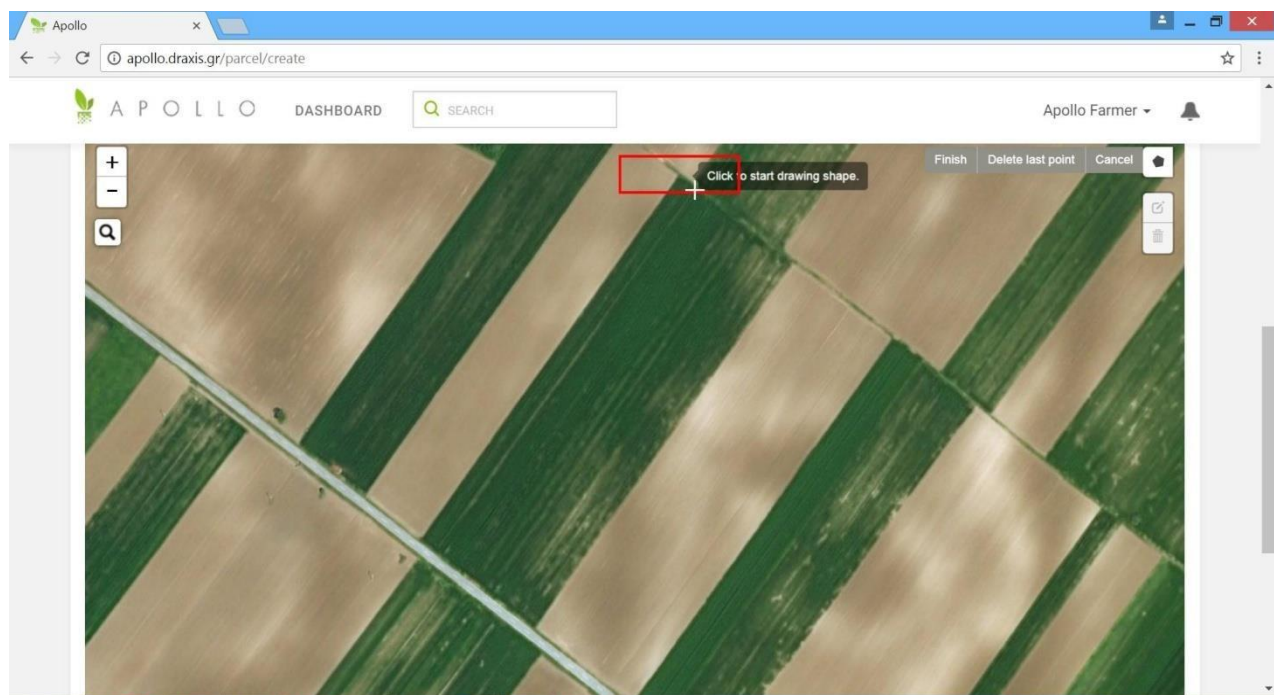 Apollo
apollo.draxis.gr/parcel/create
APOLLO DASHBOARD SEARCH Apollo Farmer
+
Click to start drawing shape. Finish Delete last point Cancel
−